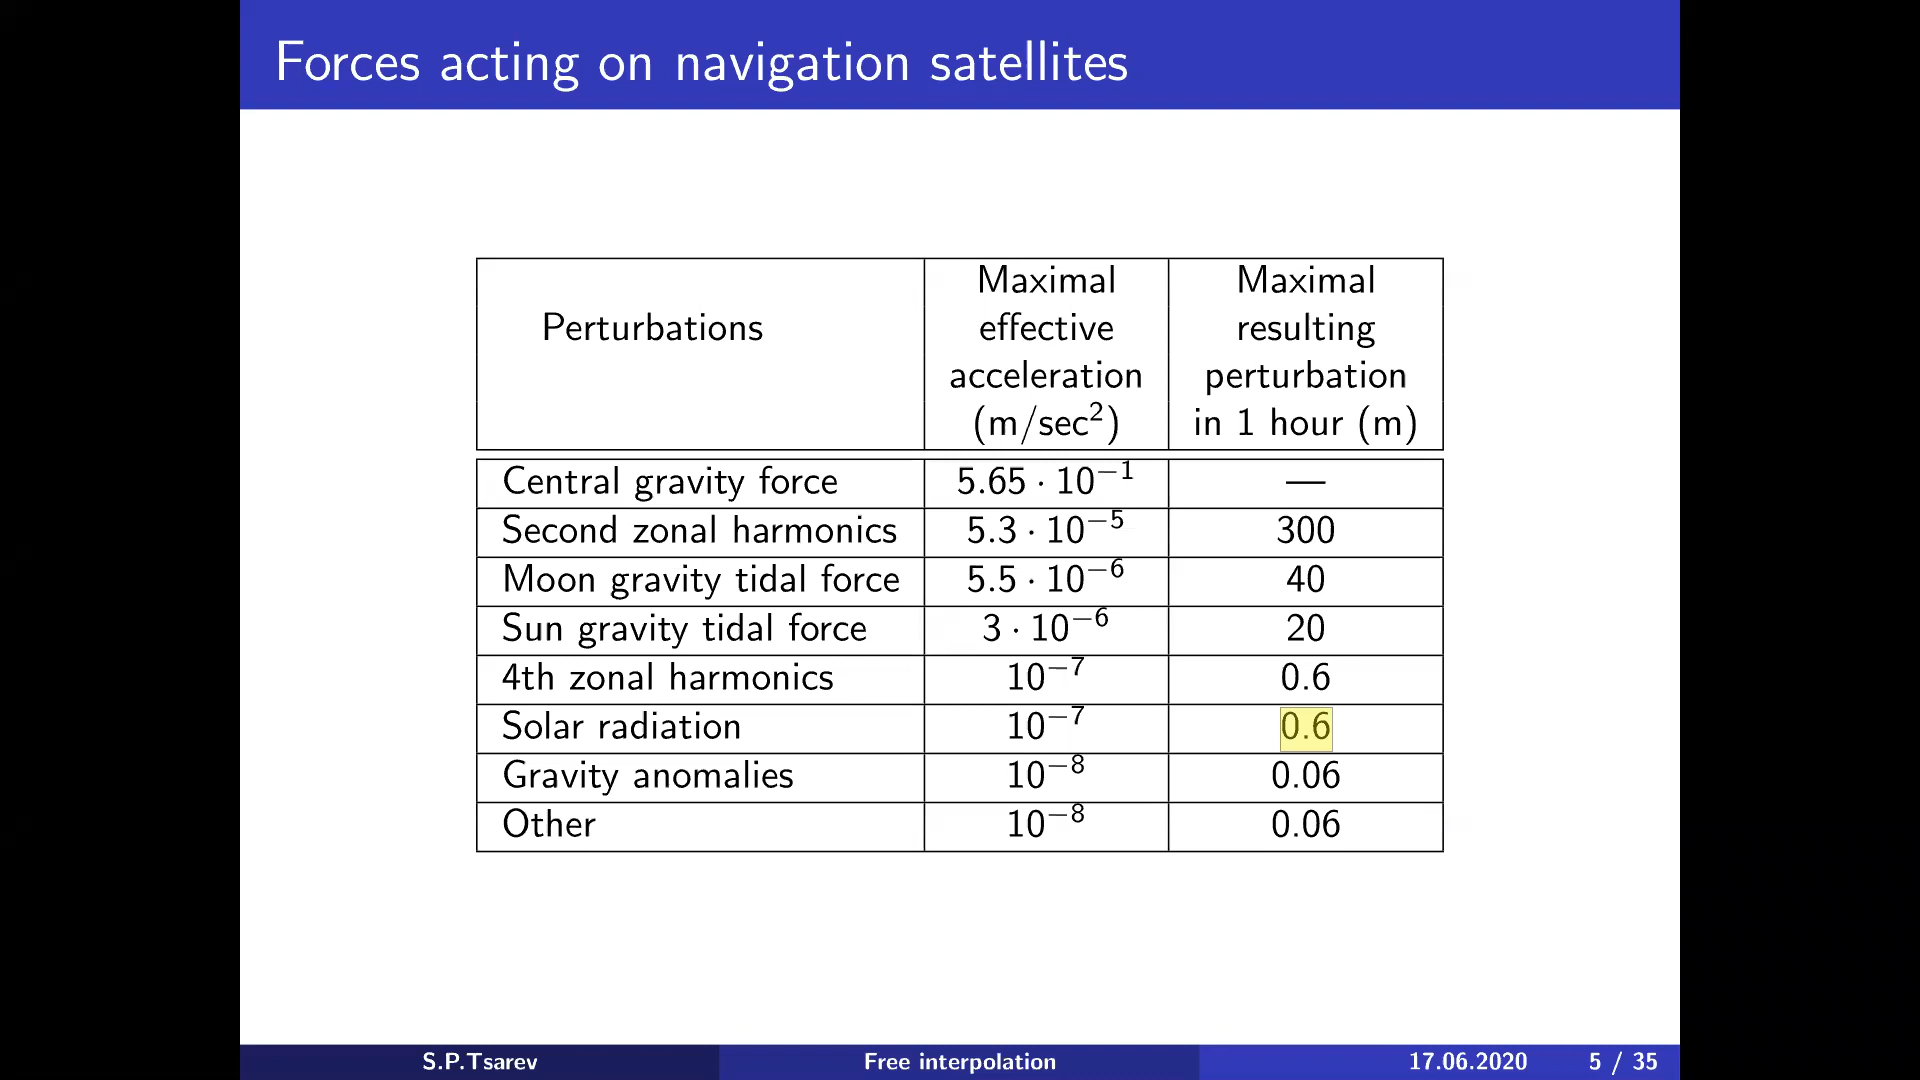 Forces acting on navigation satellites
Perturbations
Maximal
effective
acceleration
(m/sec²)
Maximal
resulting
perturbation
in 1 hour (m)
Central gravity force 5.65 · 10⁻¹ —
Second zonal harmonics 5.3 · 10⁻⁵ 300
Moon gravity tidal force 5.5 · 10⁻⁶ 40
Sun gravity tidal force 3 · 10⁻⁶ 20
4th zonal harmonics 10⁻⁷ 0.6
Solar radiation 10⁻⁷ 0.6
Gravity anomalies 10⁻⁸ 0.06
Other 10⁻⁸ 0.06
S.P.Tsarev Free interpolation 17.06.2020 5 / 35